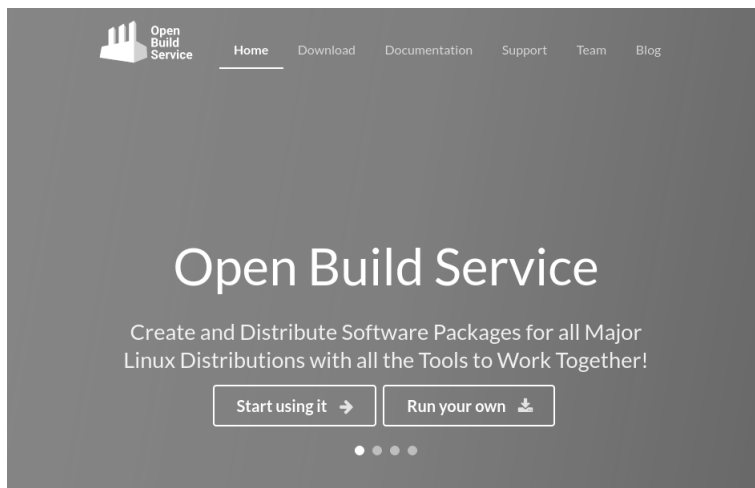 Open
Build
Service
Home Download Documentation Support Team Blog
Open Build Service
Create and Distribute Software Packages for all Major
Linux Distributions with all the Tools to Work Together!
Start using it Run your own